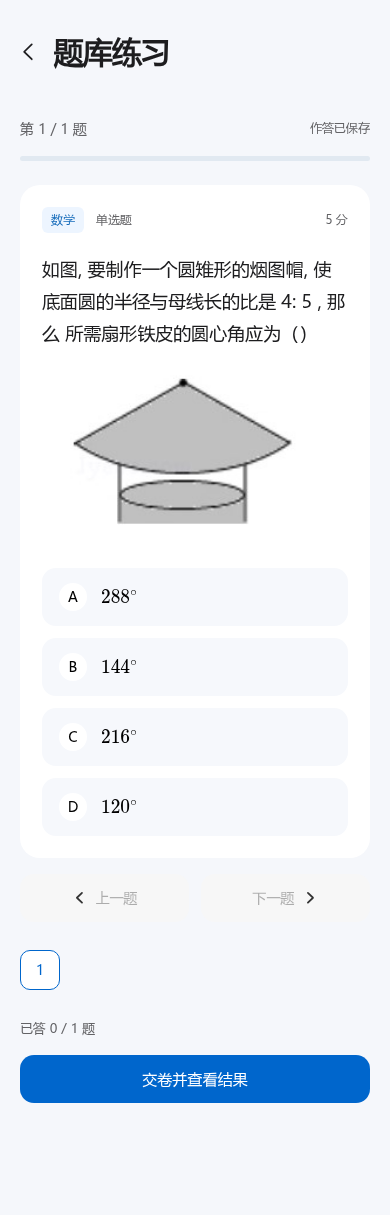 题库练习
第 1 / 1 题
作答已保存
数学 单选题 5 分
如图, 要制作一个圆雉形的烟图帽, 使
底面圆的半径与母线长的比是 4: 5 , 那
么 所需扇形铁皮的圆心角应为（）
A 288°
B 144°
C 216°
D 120°
上一题 下一题
1
已答 0 / 1 题
交卷并查看结果